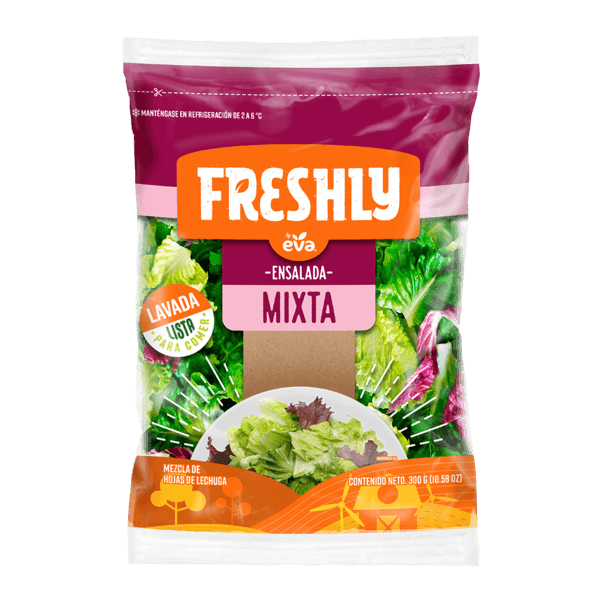 MANTÉNGASE EN REFRIGERACIÓN DE 2 A 6 °C
FRESHLY
by eva
-ENSALADA-
MIXTA
LAVADA
LISTA
PARA COMER
MEZCLA DE
HOJAS DE LECHUGA
CONTENIDO NETO. 300 G (10.58 OZ)